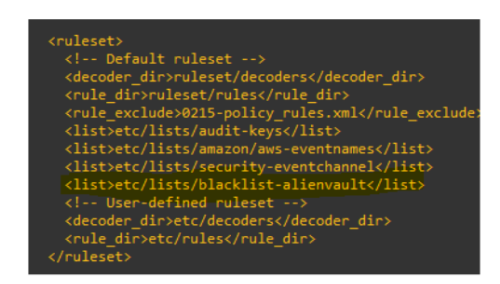 <ruleset>
<!-- Default ruleset -->
<decoder_dir>ruleset/decoders</decoder_dir>
<rule_dir>ruleset/rules</rule_dir>
<rule_exclude>0215-policy_rules.xml</rule_exclude>
<list>etc/lists/audit-keys</list>
<list>etc/lists/amazon/aws-eventnames</list>
<list>etc/lists/security-eventchannel</list>
<list>etc/lists/blacklist-alienvault</list>
<!-- User-defined ruleset -->
<decoder_dir>etc/decoders</decoder_dir>
<rule_dir>etc/rules</rule_dir>
</ruleset>